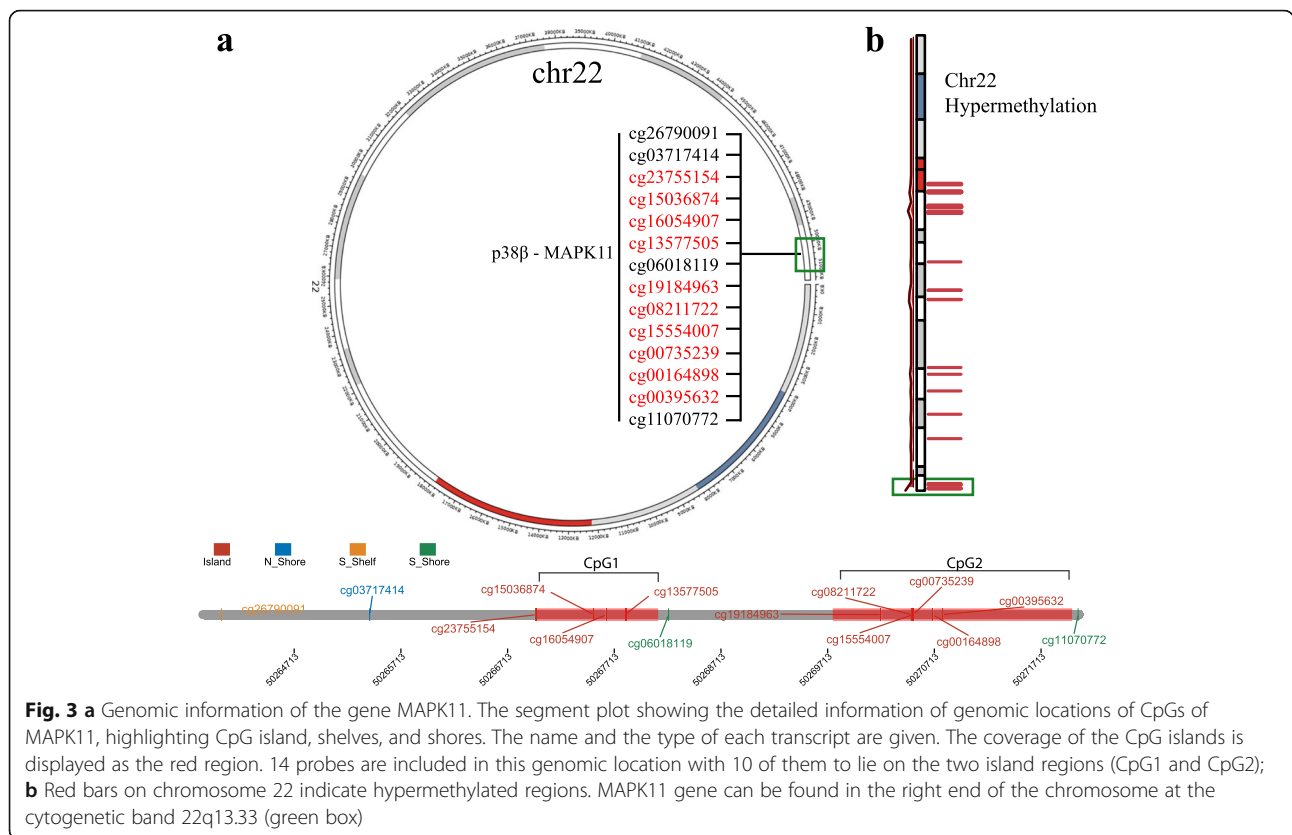 a
b
chr22
22
Chr22
Hypermethylation
cg26790091
cg03717414
cg23755154
cg15036874
cg16054907
cg13577505
p38β - MAPK11
cg06018119
cg19184963
cg08211722
cg15554007
cg00735239
cg00164898
cg00395632
cg11070772
Island
N_Shore
S_Shelf
S_Shore
CpG1
CpG2
cg26790091
cg03717414
cg23755154
cg15036874
cg16054907
cg13577505
cg06018119
cg19184963
cg08211722
cg15554007
cg00735239
cg00164898
cg00395632
cg11070772
50264713
50265713
50266713
50267713
50268713
50269713
50270713
50271713
Fig. 3 a Genomic information of the gene MAPK11. The segment plot showing the detailed information of genomic locations of CpGs of
MAPK11, highlighting CpG island, shelves, and shores. The name and the type of each transcript are given. The coverage of the CpG islands is
displayed as the red region. 14 probes are included in this genomic location with 10 of them to lie on the two island regions (CpG1 and CpG2);
b Red bars on chromosome 22 indicate hypermethylated regions. MAPK11 gene can be found in the right end of the chromosome at the
cytogenetic band 22q13.33 (green box)